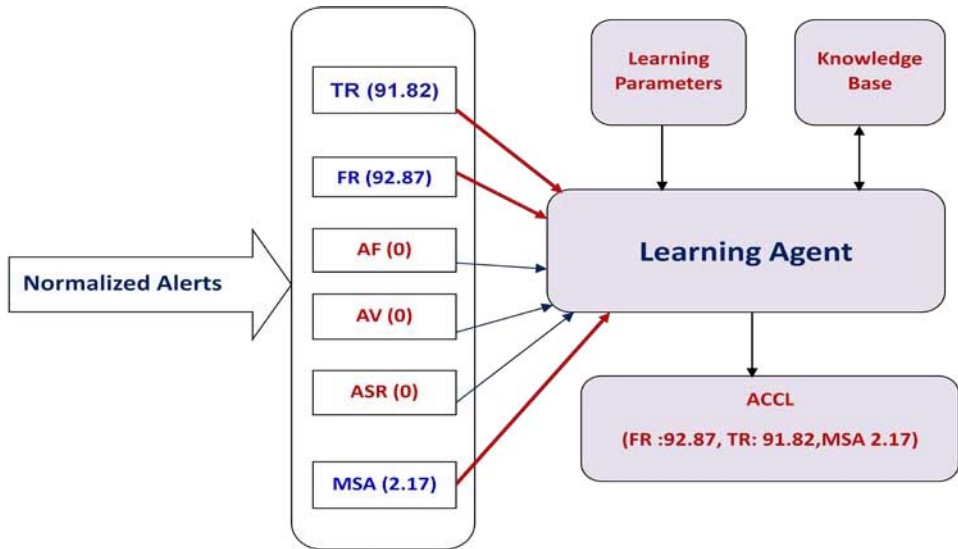 Normalized Alerts
TR (91.82)
FR (92.87)
AF (0)
AV (0)
ASR (0)
MSA (2.17)
Learning
Parameters
Knowledge
Base
Learning Agent
ACCL
(FR :92.87, TR: 91.82,MSA 2.17)